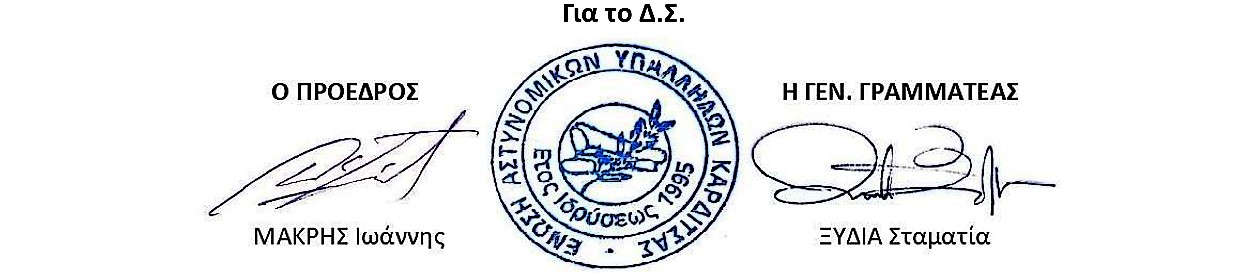 Για το Δ.Σ.
Ο ΠΡΟΕΔΡΟΣ
Η ΓΕΝ. ΓΡΑΜΜΑΤΕΑΣ
ΕΝΩΣΗ ΑΣΤΥΝΟΜΙΚΩΝ ΥΠΑΛΛΗΛΩΝ ΚΑΡΔΙΤΣΑΣ
Ετος Ιδρύσεως 1995
ΜΑΚΡΗΣ Ιωάννης
ΞΥΔΙΑ Σταματία